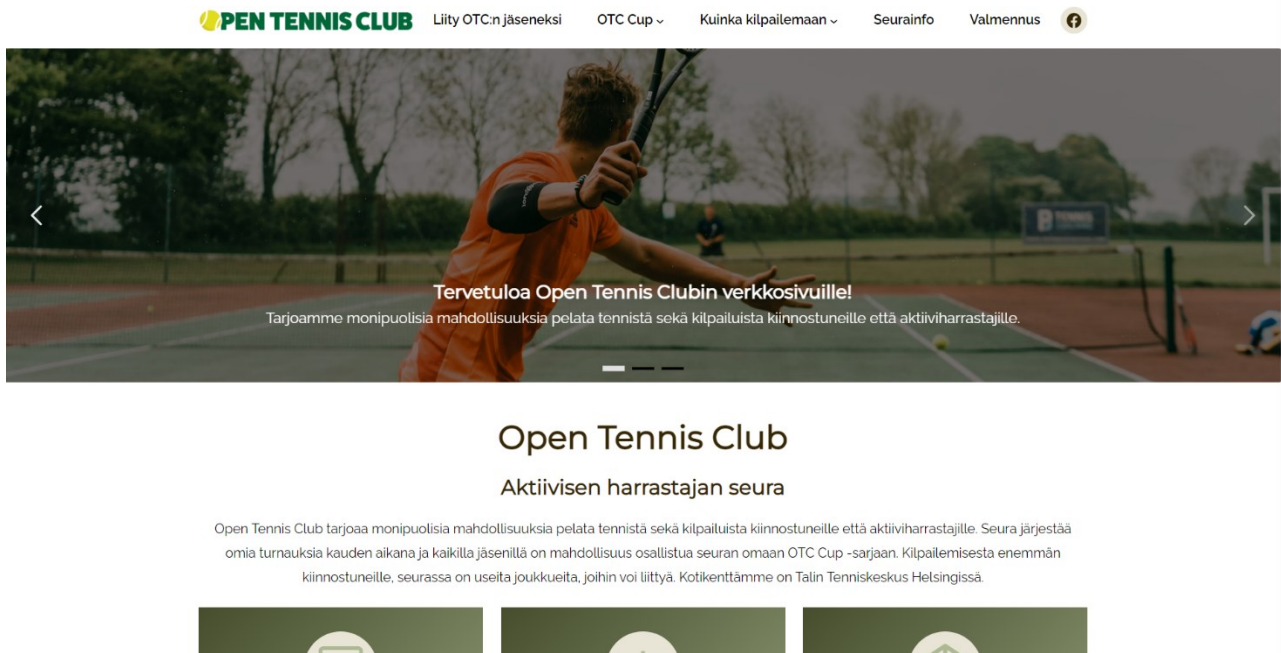 OPEN TENNIS CLUB Liity OTC:n jäseneksi OTC Cup Kuinka kilpailemaan Seurainfo Valmennus
TENNIS
Tervetuloa Open Tennis Clubin verkkosivuille!
Tarjoamme monipuolisia mahdollisuuksia pelata tennistä sekä kilpailuista kiinnostuneille että aktiiviharrastajille.
Open Tennis Club
Aktiivisen harrastajan seura
Open Tennis Club tarjoaa monipuolisia mahdollisuuksia pelata tennistä sekä kilpailuista kiinnostuneille että aktiiviharrastajille. Seura järjestää
omia turnauksia kauden aikana ja kaikilla jäsenillä on mahdollisuus osallistua seuran omaan OTC Cup -sarjaan. Kilpailemisesta enemmän
kiinnostuneille, seurassa on useita joukkueita, joihin voi liittyä. Kotikenttämme on Talin Tenniskeskus Helsingissä.